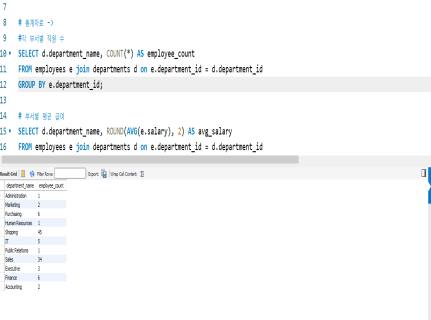 7
8 # 통계자료 ->
9 #각 부서별 직원 수
10 SELECT d.department_name, COUNT(*) AS employee_count
11 FROM employees e join departments d on e.department_id = d.department_id
12 GROUP BY e.department_id;
13
14 # 부서별 평균 급여
15 SELECT d.department_name, ROUND(AVG(e.salary), 2) AS avg_salary
16 FROM employees e join departments d on e.department_id = d.department_id
Result Grid Filter Rows: Export: Wrap Cell Content:
department_name employee_count
Administration 1
Marketing 2
Purchasing 6
Human Resources 1
Shipping 45
IT 5
Public Relations 1
Sales 34
Executive 3
Finance 6
Accounting 2